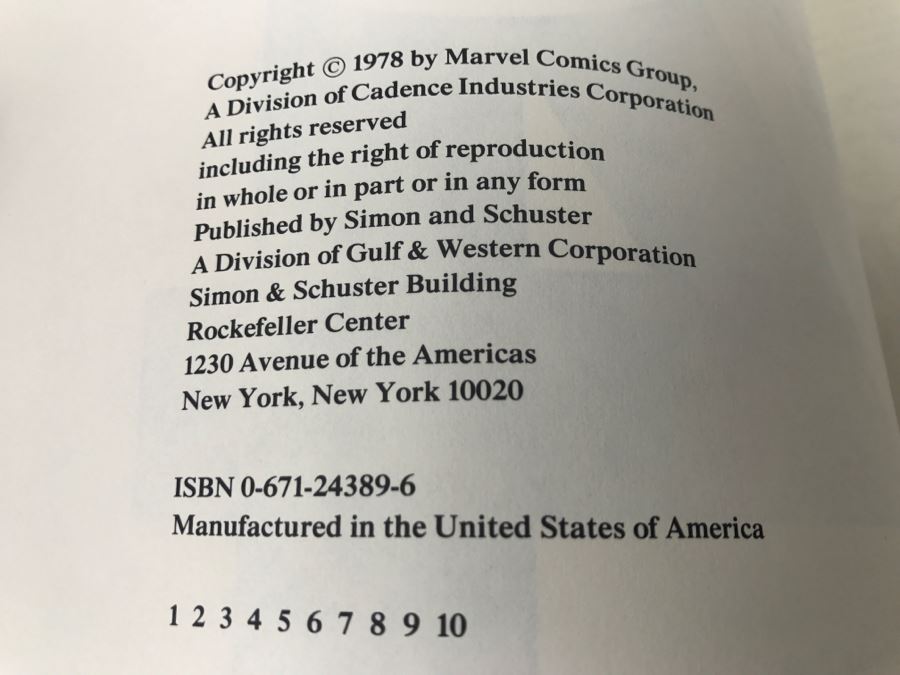 Copyright © 1978 by Marvel Comics Group,
A Division of Cadence Industries Corporation
All rights reserved
including the right of reproduction
in whole or in part or in any form
Published by Simon and Schuster
A Division of Gulf & Western Corporation
Simon & Schuster Building
Rockefeller Center
1230 Avenue of the Americas
New York, New York 10020
ISBN 0-671-24389-6
Manufactured in the United States of America
1 2 3 4 5 6 7 8 9 10